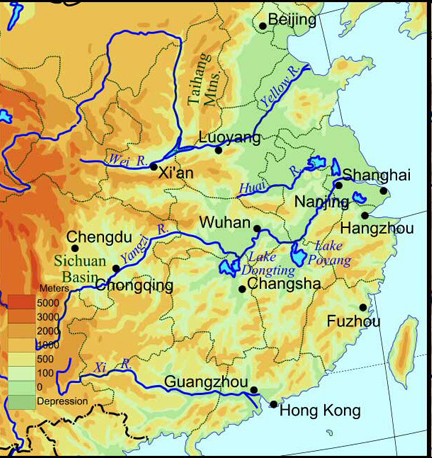 Beijing
Taihang
Mtns.
Yellow R.
Luoyang
Wei R.
Xi'an
Huai R.
Shanghai
Nanjing
Hangzhou
Wuhan
Yangzi R.
Chengdu
Sichuan
Basin
Chongqing
Lake
Poyang
Lake
Dongting
Changsha
Meters
5000
3000
2000
1000
500
100
0
Depression
Fuzhou
Xi R.
Guangzhou
Hong Kong